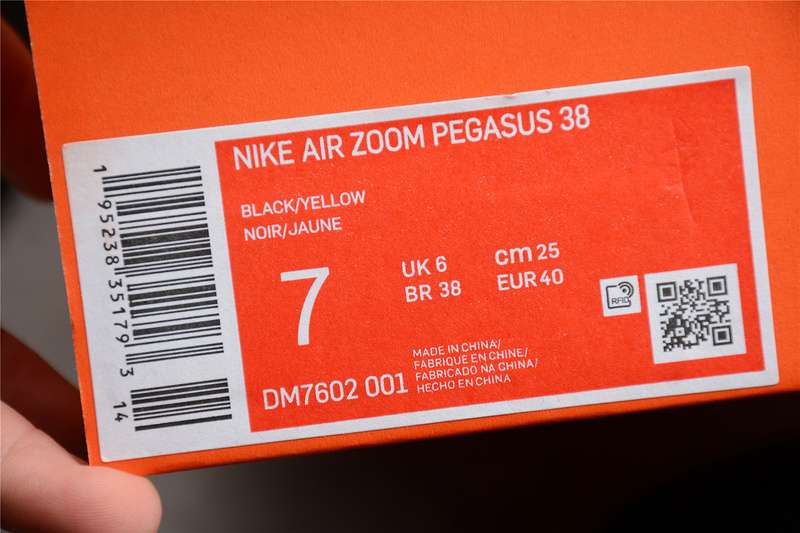 NIKE AIR ZOOM PEGASUS 38
BLACK/YELLOW
NOIR/JAUNE
7
UK 6
BR 38
cm 25
EUR 40
RFID
DM7602 001
MADE IN CHINA/
FABRIQUE EN CHINE/
FABRICADO NA CHINA/
HECHO EN CHINA
1 95238 35179 3
14